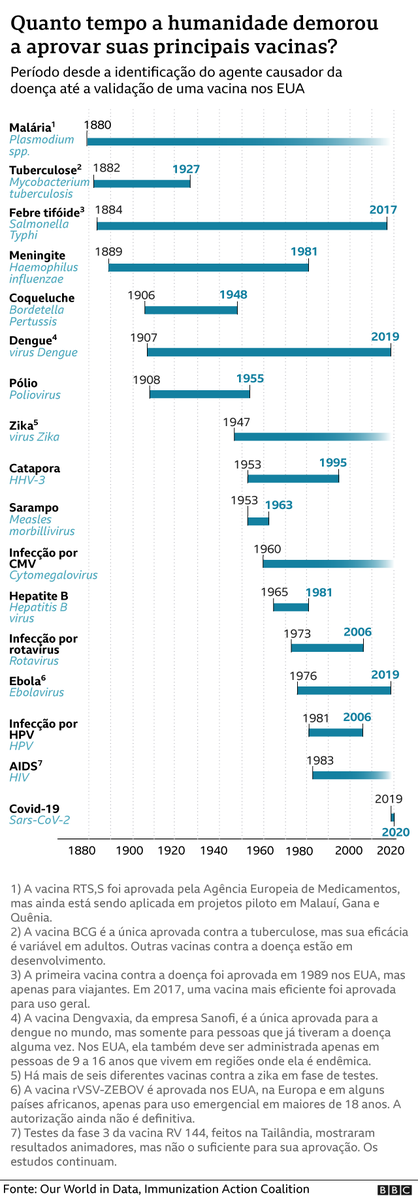 Quanto tempo a humanidade demorou
a aprovar suas principais vacinas?
Período desde a identificação do agente causador da
doença até a validação de uma vacina nos EUA
Malária¹ 1880
Plasmodium
spp.
Tuberculose² 1882 1927
Mycobacterium
tuberculosis
Febre tifóide³ 1884 2017
Salmonella
Typhi
Meningite 1889 1981
Haemophilus
influenzae
Coqueluche 1906 1948
Bordetella
Pertussis
Dengue⁴ 1907 2019
virus Dengue
Pólio 1908 1955
Poliovirus
Zika⁵ 1947
virus Zika
Catapora 1953 1995
HHV-3
Sarampo 1953 1963
Measles
morbillivirus
Infecção por 1960
CMV
Cytomegalovirus
Hepatite B 1965 1981
Hepatitis B
virus
Infecção por 1973 2006
rotavirus
Rotavirus
Ebola⁶ 1976 2019
Ebolavirus
Infecção por 1981 2006
HPV
HPV
AIDS⁷ 1983
HIV
Covid-19 2019
Sars-CoV-2
2020
1880 1900 1920 1940 1960 1980 2000 2020
1) A vacina RTS,S foi aprovada pela Agência Europeia de Medicamentos,
mas ainda está sendo aplicada em projetos piloto em Malauí, Gana e
Quênia.
2) A vacina BCG é a única aprovada contra a tuberculose, mas sua eficácia
é variável em adultos. Outras vacinas contra a doença estão em
desenvolvimento.
3) A primeira vacina contra a doença foi aprovada em 1989 nos EUA, mas
apenas para viajantes. Em 2017, uma vacina mais eficiente foi aprovada
para uso geral.
4) A vacina Dengvaxia, da empresa Sanofi, é a única aprovada para a
dengue no mundo, mas somente para pessoas que já tiveram a doença
alguma vez. Nos EUA, ela também deve ser administrada apenas em
pessoas de 9 a 16 anos que vivem em regiões onde ela é endêmica.
5) Há mais de seis diferentes vacinas contra a zika em fase de testes.
6) A vacina rVSV-ZEBOV é aprovada nos EUA, na Europa e em alguns
países africanos, apenas para uso emergencial em maiores de 18 anos. A
autorização ainda não é definitiva.
7) Testes da fase 3 da vacina RV 144, feitos na Tailândia, mostraram
resultados animadores, mas não o suficiente para sua aprovação. Os
estudos continuam.
Fonte: Our World in Data, Immunization Action Coalition BBC